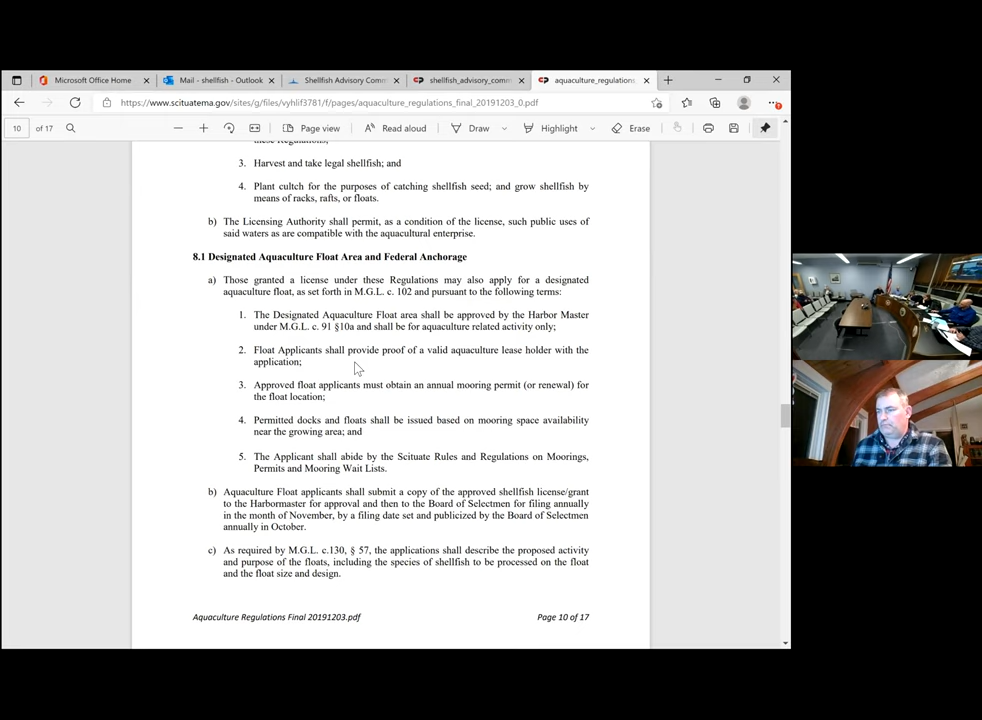 Microsoft Office Home
Mail - shellfish - Outlook
Shellfish Advisory Comm
shellfish_advisory_comm
aquaculture_regulations_
https://www.scituatema.gov/sites/g/files/vyhlif3781/f/pages/aquaculture_regulations_final_20191203_0.pdf
10 of 17
Page view
Read aloud
Draw
Highlight
Erase
these Regulations;
3. Harvest and take legal shellfish; and
4. Plant cultch for the purposes of catching shellfish seed; and grow shellfish by
means of racks, rafts, or floats.
b) The Licensing Authority shall permit, as a condition of the license, such public uses of
said waters as are compatible with the aquacultural enterprise.
8.1 Designated Aquaculture Float Area and Federal Anchorage
a) Those granted a license under these Regulations may also apply for a designated
aquaculture float, as set forth in M.G.L. c. 102 and pursuant to the following terms:
1. The Designated Aquaculture Float area shall be approved by the Harbor Master
under M.G.L. c. 91 §10a and shall be for aquaculture related activity only;
2. Float Applicants shall provide proof of a valid aquaculture lease holder with the
application;
3. Approved float applicants must obtain an annual mooring permit (or renewal) for
the float location;
4. Permitted docks and floats shall be issued based on mooring space availability
near the growing area; and
5. The Applicant shall abide by the Scituate Rules and Regulations on Moorings,
Permits and Mooring Wait Lists.
b) Aquaculture Float applicants shall submit a copy of the approved shellfish license/grant
to the Harbormaster for approval and then to the Board of Selectmen for filing annually
in the month of November, by a filing date set and publicized by the Board of Selectmen
annually in October.
c) As required by M.G.L. c.130, § 57, the applications shall describe the proposed activity
and purpose of the floats, including the species of shellfish to be processed on the float
and the float size and design.
Aquaculture Regulations Final 20191203.pdf
Page 10 of 17